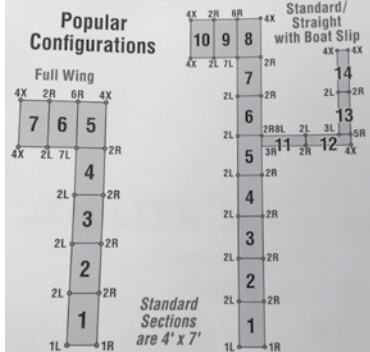 Popular
Configurations
Full Wing
4X 2R 6R 4X
7 6 5
4X 2L 7L 2R
4
2L 2R
3
2L 2R
2
2L 2R
1
1L 1R
Standard
Sections
are 4' x 7'
Standard/
Straight
with Boat Slip
4X 2R 6R 4X
10 9 8
4X 2L 7L 2R
7
2L 2R
6
2L 2R8L 2L 3L 5R
5 3R 11 2R 12 4X
2L 2R
4
2L 2R
3
2L 2R
2
2L 2R
1
2L 2R
4X 4X
14
2L 2R
13